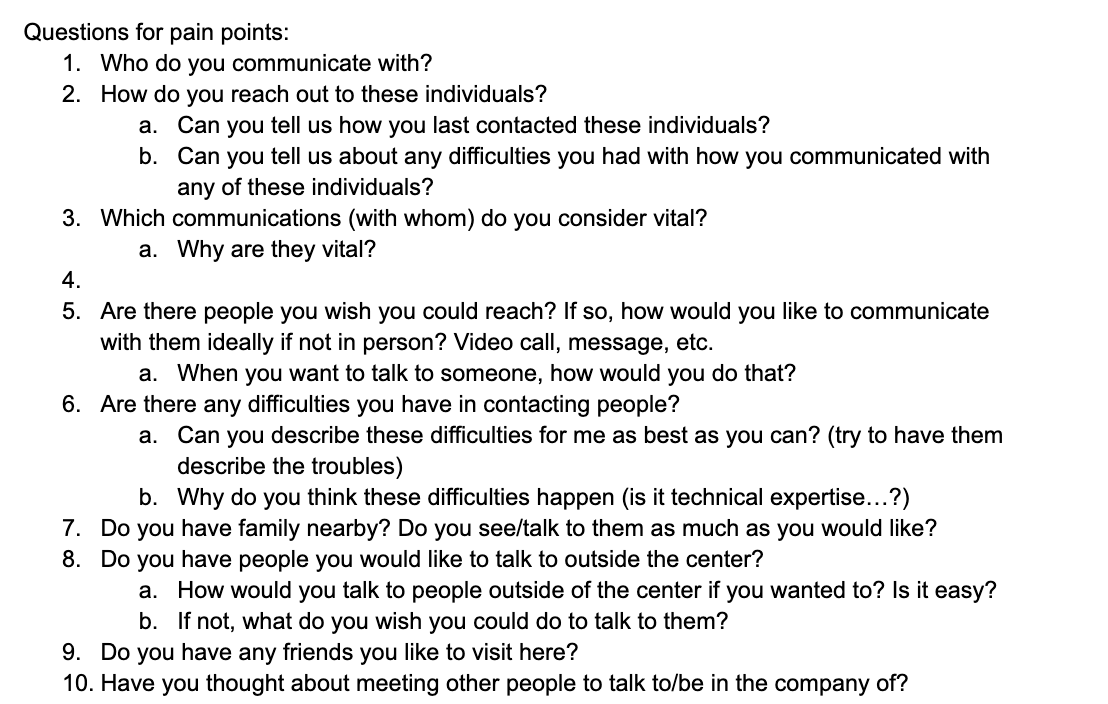 Questions for pain points:
1. Who do you communicate with?
2. How do you reach out to these individuals?
a. Can you tell us how you last contacted these individuals?
b. Can you tell us about any difficulties you had with how you communicated with
any of these individuals?
3. Which communications (with whom) do you consider vital?
a. Why are they vital?
4.
5. Are there people you wish you could reach? If so, how would you like to communicate
with them ideally if not in person? Video call, message, etc.
a. When you want to talk to someone, how would you do that?
6. Are there any difficulties you have in contacting people?
a. Can you describe these difficulties for me as best as you can? (try to have them
describe the troubles)
b. Why do you think these difficulties happen (is it technical expertise…?)
7. Do you have family nearby? Do you see/talk to them as much as you would like?
8. Do you have people you would like to talk to outside the center?
a. How would you talk to people outside of the center if you wanted to? Is it easy?
b. If not, what do you wish you could do to talk to them?
9. Do you have any friends you like to visit here?
10. Have you thought about meeting other people to talk to/be in the company of?